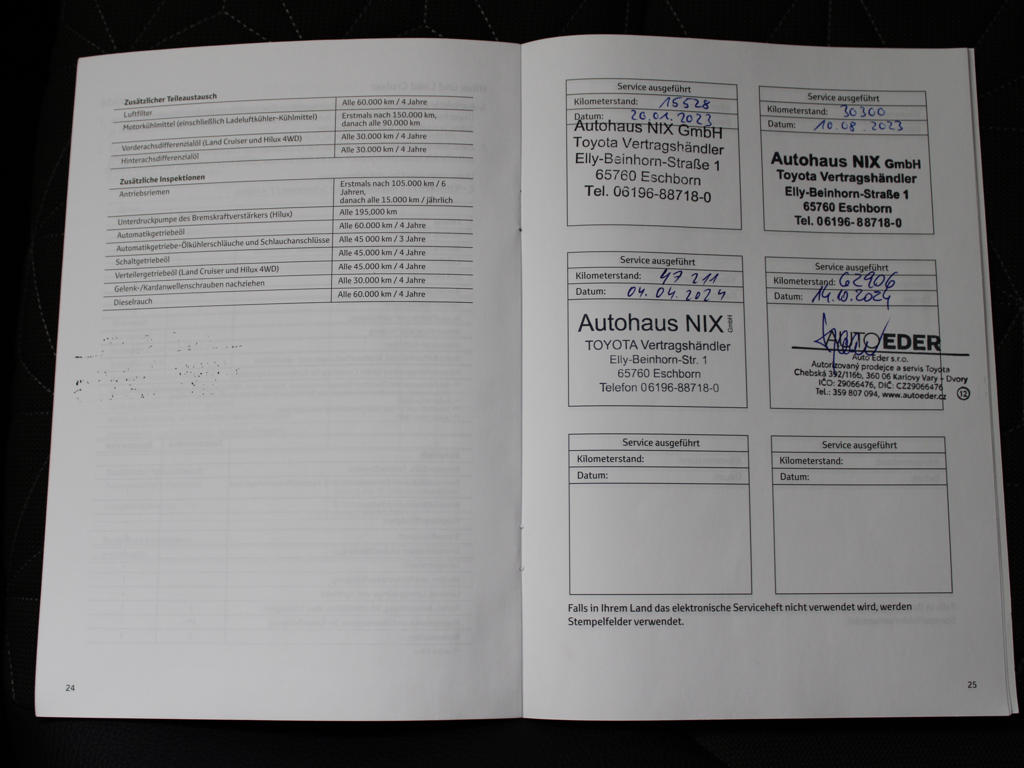 Zusätzlicher Teileaustausch
Luftfilter Alle 60.000 km / 4 Jahre
Motorkühlmittel (einschließlich Ladeluftkühler-Kühlmittel) Erstmals nach 150.000 km,
danach alle 90.000 km
Vorderachsdifferenzialöl (Land Cruiser und Hilux 4WD) Alle 30.000 km / 4 Jahre
Hinterachsdifferenzialöl Alle 30.000 km / 4 Jahre
Zusätzliche Inspektionen
Antriebsriemen Erstmals nach 105.000 km / 6
Jahren,
danach alle 15.000 km / jährlich
Unterdruckpumpe des Bremskraftverstärkers (Hilux) Alle 195,000 km
Automatikgetriebeöl Alle 60.000 km / 4 Jahre
Automatikgetriebe-Ölkühlerschläuche und Schlauchanschlüsse Alle 45 000 km / 3 Jahre
Schaltgetriebeöl Alle 45.000 km / 4 Jahre
Verteilergetriebeöl (Land Cruiser und Hilux 4WD) Alle 45.000 km / 4 Jahre
Gelenk-/Kardanwellenschrauben nachziehen Alle 30.000 km / 4 Jahre
Dieselrauch Alle 60.000 km / 4 Jahre
24
Service ausgeführt
Kilometerstand: 15528
Datum: 20.01.2023
Autohaus NIX GmbH
Toyota Vertragshändler
Elly-Beinhorn-Straße 1
65760 Eschborn
Tel. 06196-88718-0
Service ausgeführt
Kilometerstand: 30300
Datum: 10.08.2023
Autohaus NIX GmbH
Toyota Vertragshändler
Elly-Beinhorn-Straße 1
65760 Eschborn
Tel. 06196-88718-0
Service ausgeführt
Kilometerstand: 47211
Datum: 04.04.2024
Autohaus NIX GmbH
TOYOTA Vertragshändler
Elly-Beinhorn-Str. 1
65760 Eschborn
Telefon 06196-88718-0
Service ausgeführt
Kilometerstand: 62906
Datum: 14.10.2024
AUTO EDER
Auto Eder s.r.o.
Autorizovaný prodejce a servis Toyota
Chebská 392/116b, 360 06 Karlovy Vary - Dvory
IČO: 29066476, DIČ: CZ29066476
Tel.: 359 807 094, www.autoeder.cz 12
Service ausgeführt
Kilometerstand:
Datum:
Service ausgeführt
Kilometerstand:
Datum:
Falls in Ihrem Land das elektronische Serviceheft nicht verwendet wird, werden
Stempelfelder verwendet.
25